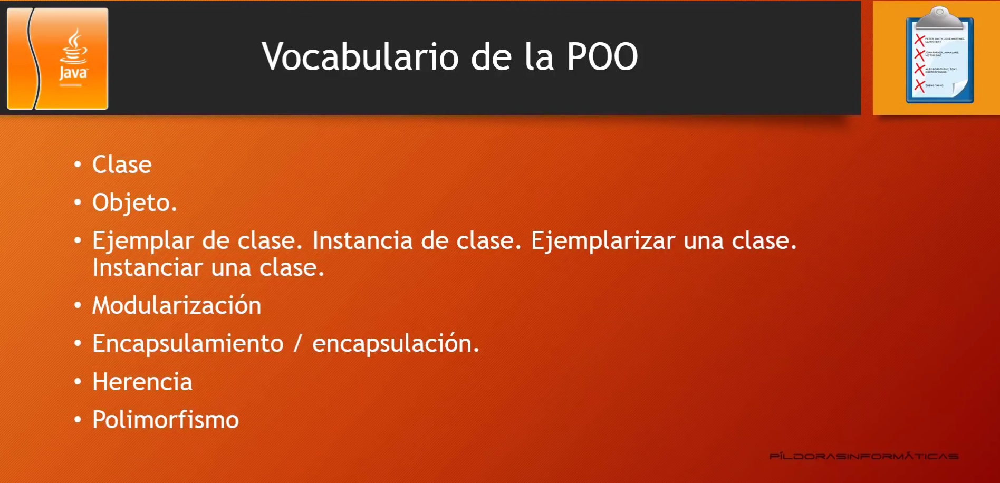 Java
Vocabulario de la POO
PETER SMITH, JOSE MARTINEZ,
CLARK KENT
JOHN PARKER, ANNA LANE,
VICTOR DIAZ
ALEX BORDOVSKY, TONY
DIMITROPOULUS
ZHENG TAI-HO
• Clase
• Objeto.
• Ejemplar de clase. Instancia de clase. Ejemplarizar una clase.
Instanciar una clase.
• Modularización
• Encapsulamiento / encapsulación.
• Herencia
• Polimorfismo
PÍLDORASINFORMÁTICAS